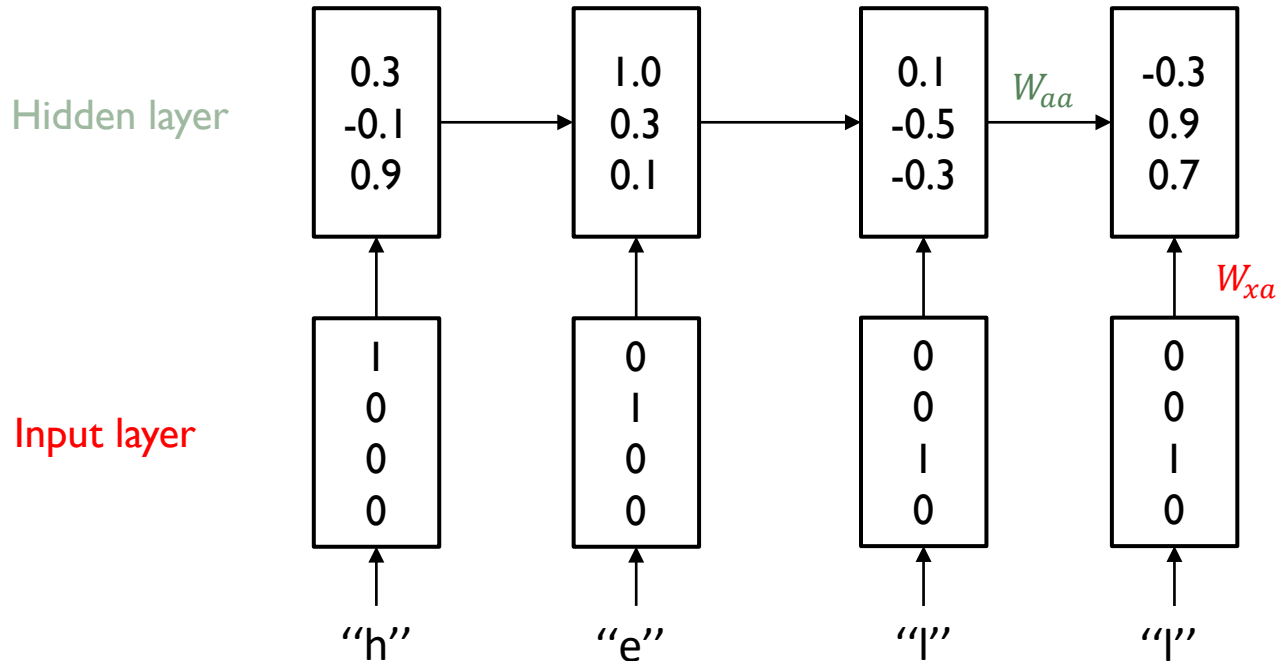 0.3 1.0 0.1 -0.3
Hidden layer -0.1 0.3 -0.5 W_aa 0.9
0.9 0.1 -0.3 0.7
W_xa
1 0 0 0
0 1 0 0
Input layer
0 0 1 1
0 0 0 0
“h” “e” “l” “l”